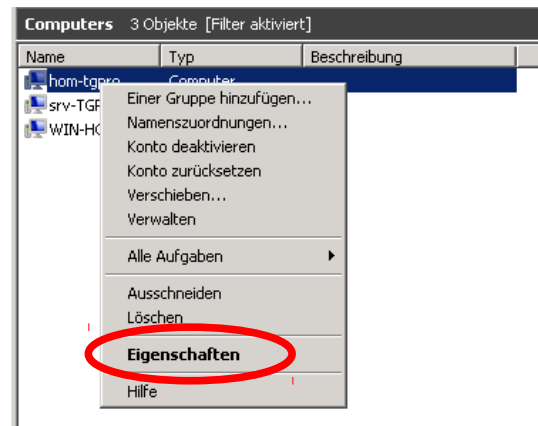 Computers 3 Objekte [Filter aktiviert]
Name Typ Beschreibung
hom-tgpro Computer
srv-TGP
WIN-HO
Einer Gruppe hinzufügen...
Namenszuordnungen...
Konto deaktivieren
Konto zurücksetzen
Verschieben...
Verwalten
Alle Aufgaben
Ausschneiden
Löschen
Eigenschaften
Hilfe